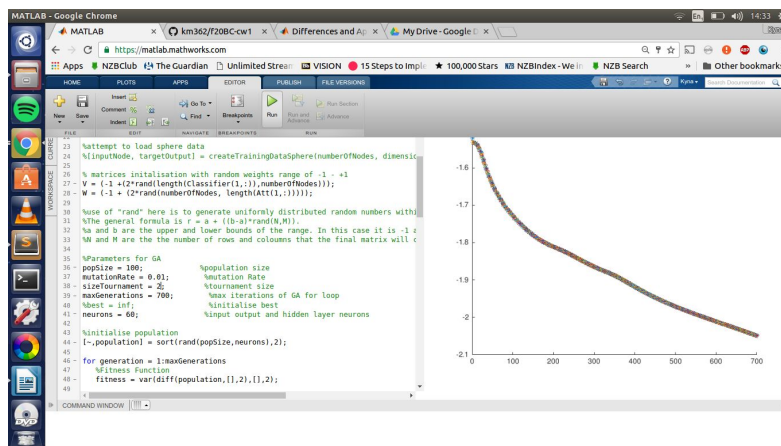 MATLAB - Google Chrome
En
14:33
MATLAB
km362/f20BC-cw1
Differences and Ap
My Drive - Google D
https://matlab.mathworks.com
Apps
NZBClub
The Guardian
Unlimited Stream
VISION
15 Steps to Imple
100,000 Stars
NZBIndex - We in
NZB Search
»
Other bookmark
HOME
PLOTS
APPS
EDITOR
PUBLISH
FILE VERSIONS
Kyna
Search Documentation
New
Save
Insert
Comment
Indent
Go To
Find
Breakpoints
Run
Run and Advance
Run Section
Advance
FILE
EDIT
NAVIGATE
BREAKPOINTS
RUN
CURRE
WORKSPACE
22
23 %attempt to load sphere data
24 %[inputNode, targetOutput] = createTrainingDataSphere(numberOfNodes, dimensic
25
26 % matrices initalisation with random weights range of -1 - +1
27 - V = (-1 +(2*rand(length(Classifier(1,:)),numberOfNodes)));
28 - W = (-1 + (2*rand(numberOfNodes, length(Att(1,:)))));
29
30 %use of "rand" here is to generate uniformly distributed random numbers withi
31 %The general formula is r = a + ((b-a)*rand(N,M)).
32 %a and b are the upper and lower bounds of the range. In this case it is -1 a
33 %N and M are the the number of rows and coloumns that the final matrix will c
34
35 %Parameters for GA
36 - popSize = 100; %population size
37 - mutationRate = 0.01; %mutation Rate
38 - sizeTournament = 2; %tournament size
39 - maxGenerations = 700; %max iterations of GA for loop
40 - %best = inf; %initialise best
41 - neurons = 60; %input output and hidden layer neurons
42
43 %initialise population
44 - [~,population] = sort(rand(popSize,neurons),2);
45
46 - for generation = 1:maxGenerations
47 %Fitness Function
48 - fitness = var(diff(population,[],2),[],2);
49
COMMAND WINDOW
-1.6
-1.7
-1.8
-1.9
-2
-2.1
0 100 200 300 400 500 600 700
DVD